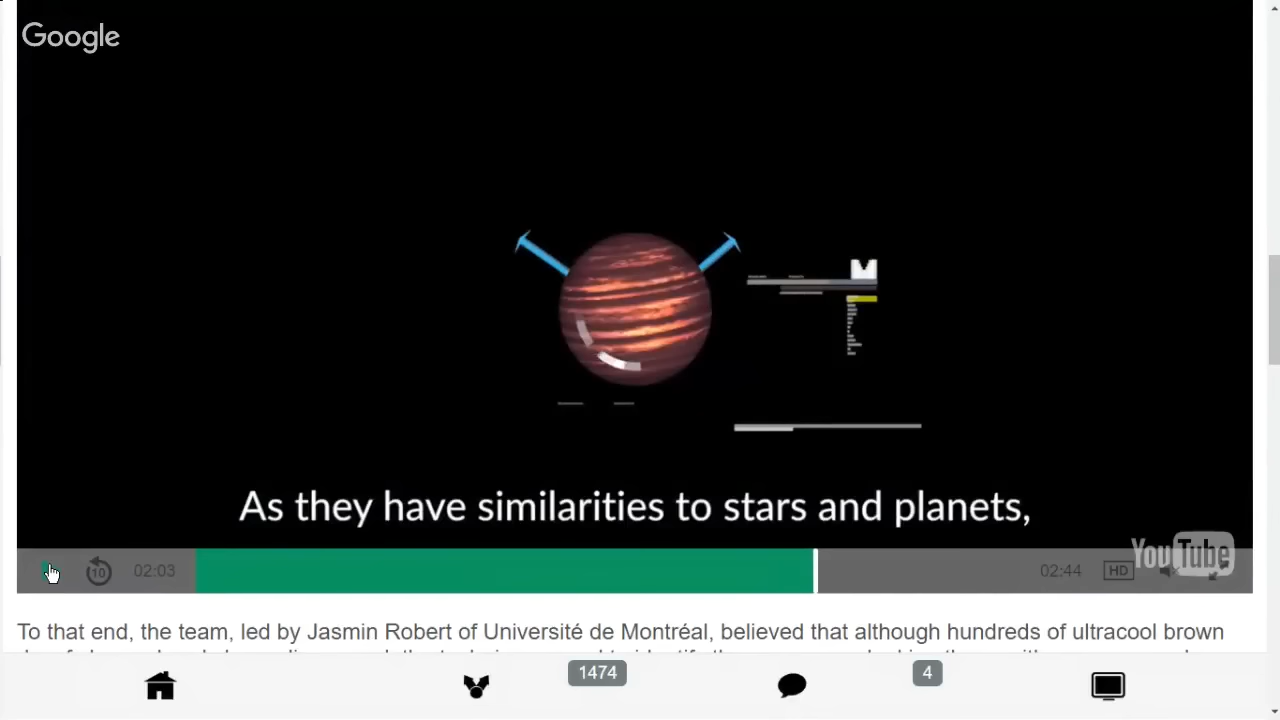 Google
As they have similarities to stars and planets,
10
02:03
02:44
HD
YouTube
To that end, the team, led by Jasmin Robert of Université de Montréal, believed that although hundreds of ultracool brown
1474
4